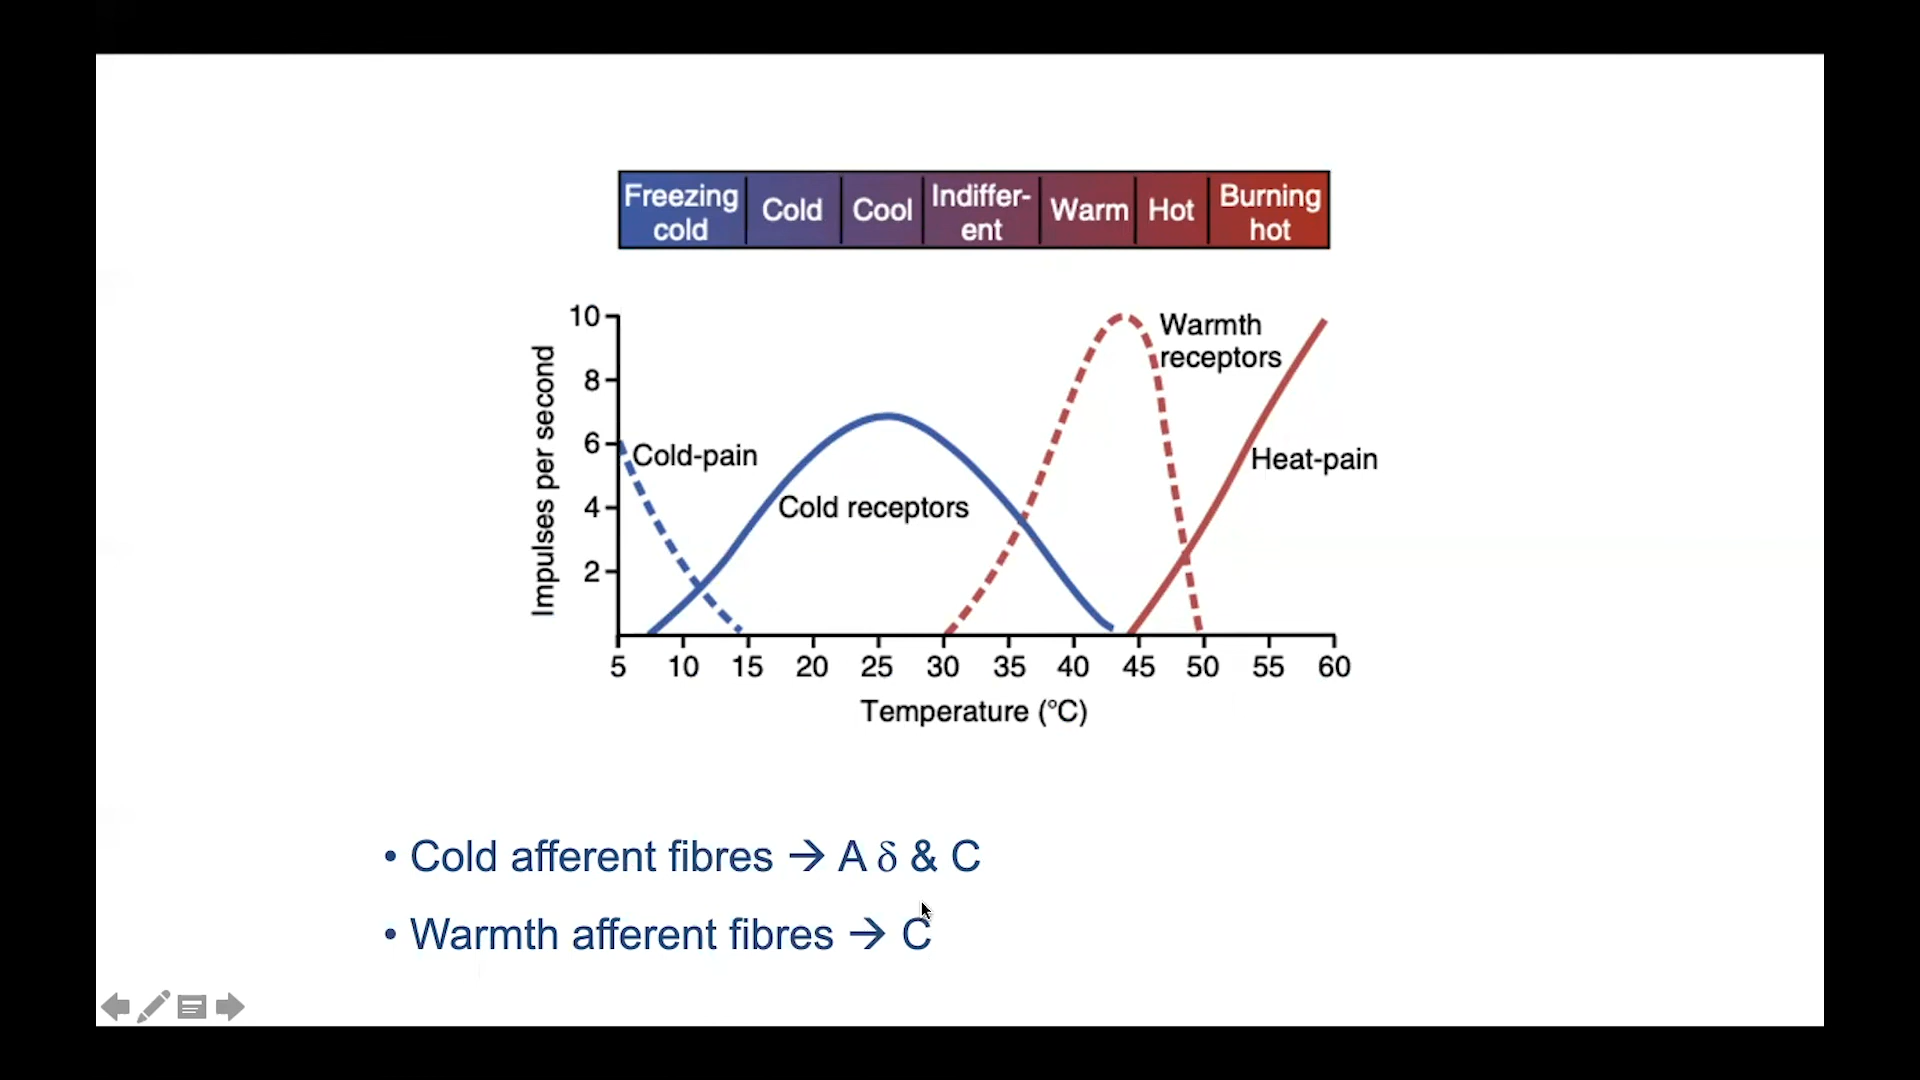 Freezing
cold
Cold
Cool
Indiffer-
ent
Warm
Hot
Burning
hot
Impulses per second
10
8
6
4
2
Cold-pain
Cold receptors
Warmth
receptors
Heat-pain
5 10 15 20 25 30 35 40 45 50 55 60
Temperature (°C)
• Cold afferent fibres → A δ & C
• Warmth afferent fibres → C